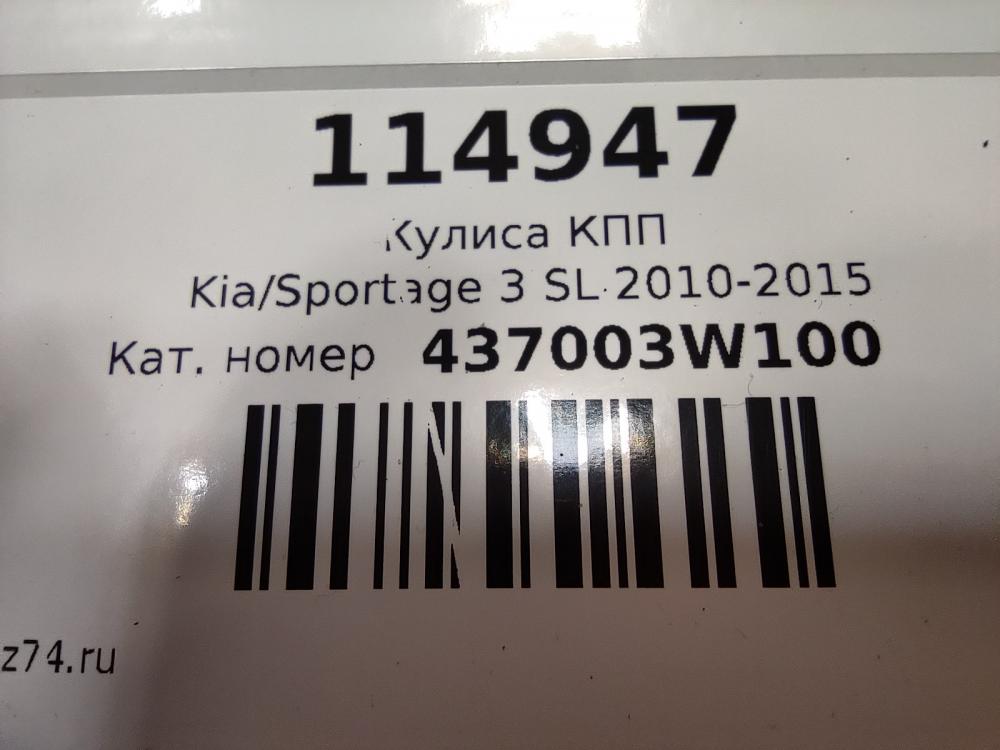 114947
Кулиса КПП
Kia/Sportage 3 SL 2010-2015
Кат. номер 437003W100
z74.ru